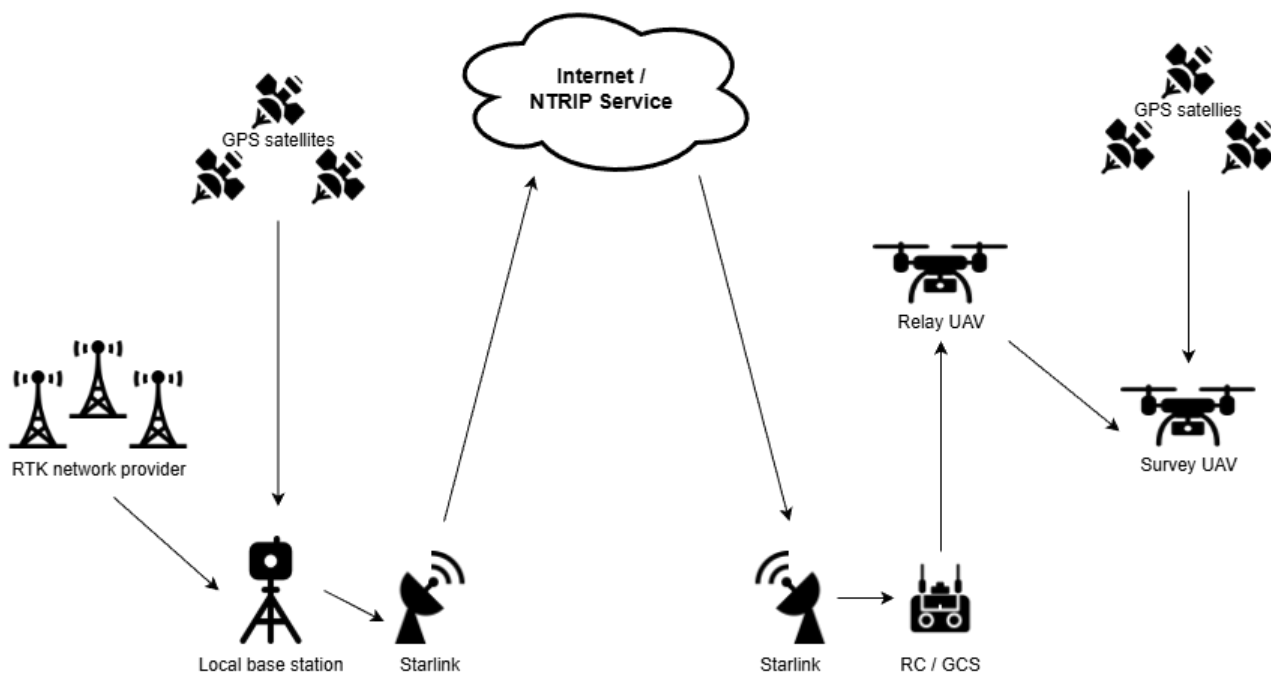 Internet /
NTRIP Service
GPS satellites
GPS satellies
Relay UAV
RTK network provider
Survey UAV
Local base station
Starlink
Starlink
RC / GCS